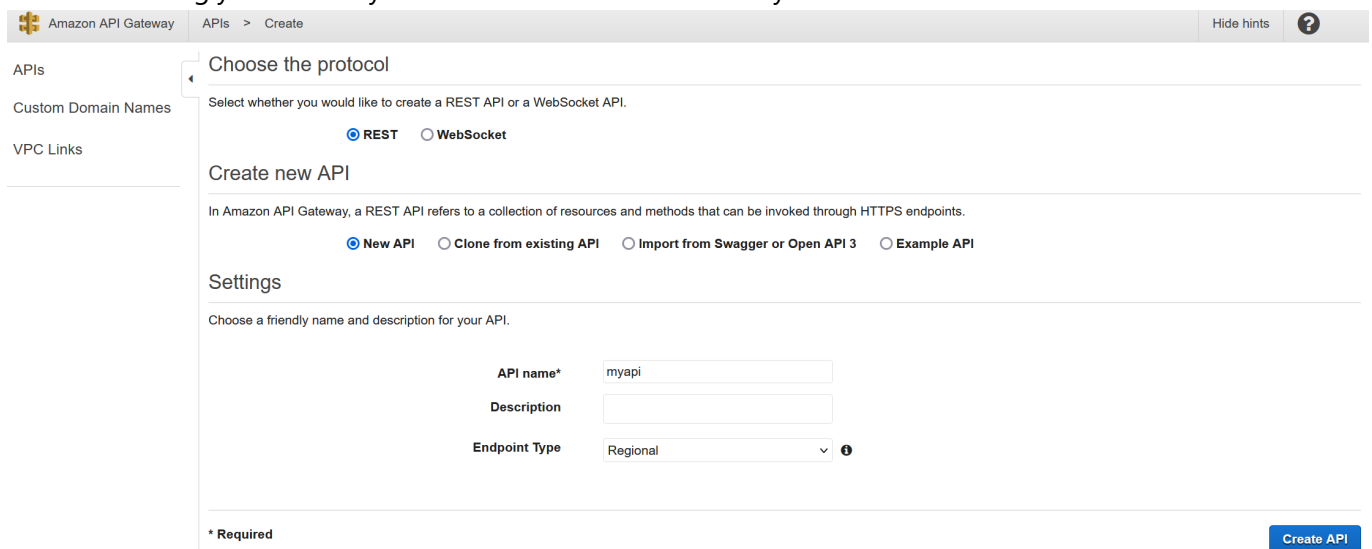 Amazon API Gateway APIs > Create Hide hints ?
APIs
Custom Domain Names
VPC Links
Choose the protocol
Select whether you would like to create a REST API or a WebSocket API.
REST WebSocket
Create new API
In Amazon API Gateway, a REST API refers to a collection of resources and methods that can be invoked through HTTPS endpoints.
New API Clone from existing API Import from Swagger or Open API 3 Example API
Settings
Choose a friendly name and description for your API.
API name* myapi
Description
Endpoint Type Regional
* Required Create API